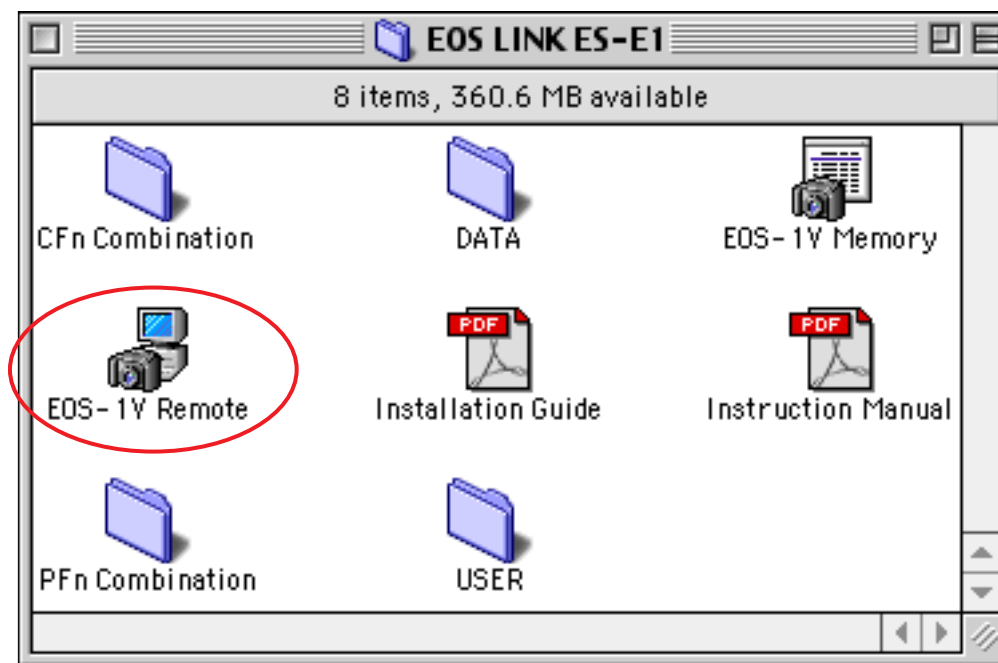 EOS LINK ES-E1
8 items, 360.6 MB available
CFn Combination
DATA
EOS-1V Memory
EOS-1V Remote
PDF
Installation Guide
PDF
Instruction Manual
PFn Combination
USER